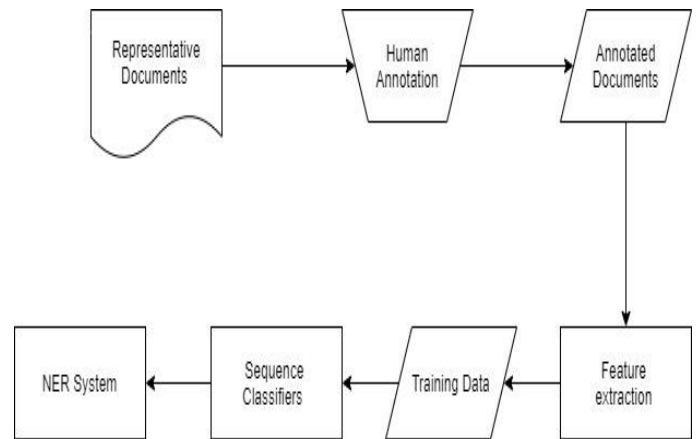 Representative
Documents
Human
Annotation
Annotated
Documents
NER System
Sequence
Classifiers
Training Data
Feature
extraction